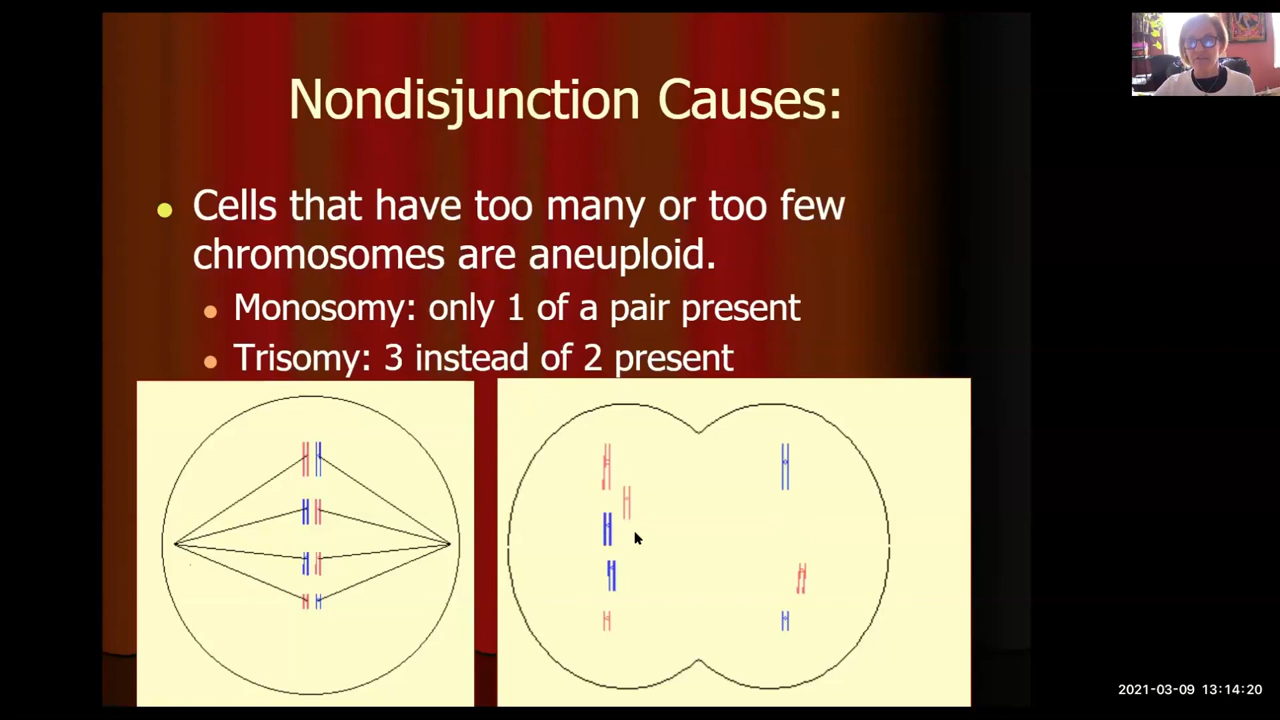 Nondisjunction Causes:
Cells that have too many or too few
chromosomes are aneuploid.
Monosomy: only 1 of a pair present
Trisomy: 3 instead of 2 present
2021-03-09 13:14:20